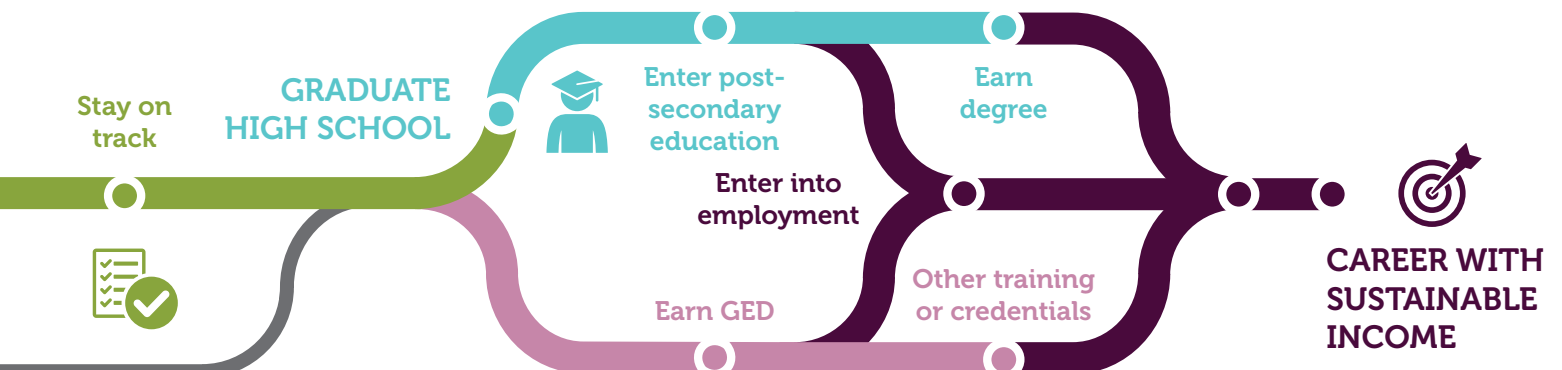 Stay on
track
GRADUATE
HIGH SCHOOL
Enter post-
secondary
education
Earn
degree
Enter into
employment
Earn GED
Other training
or credentials
CAREER WITH
SUSTAINABLE
INCOME